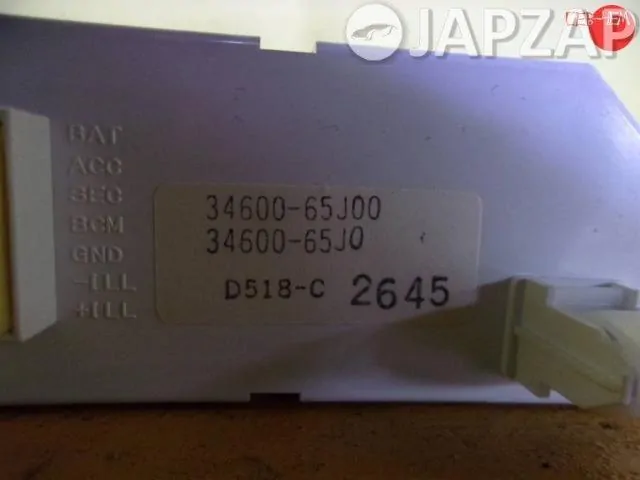 JAPZAP
BAT
ACC
SEC
BCM
GND
-ILL
+ILL
34600-65J00
34600-65J0
D518-C 2645